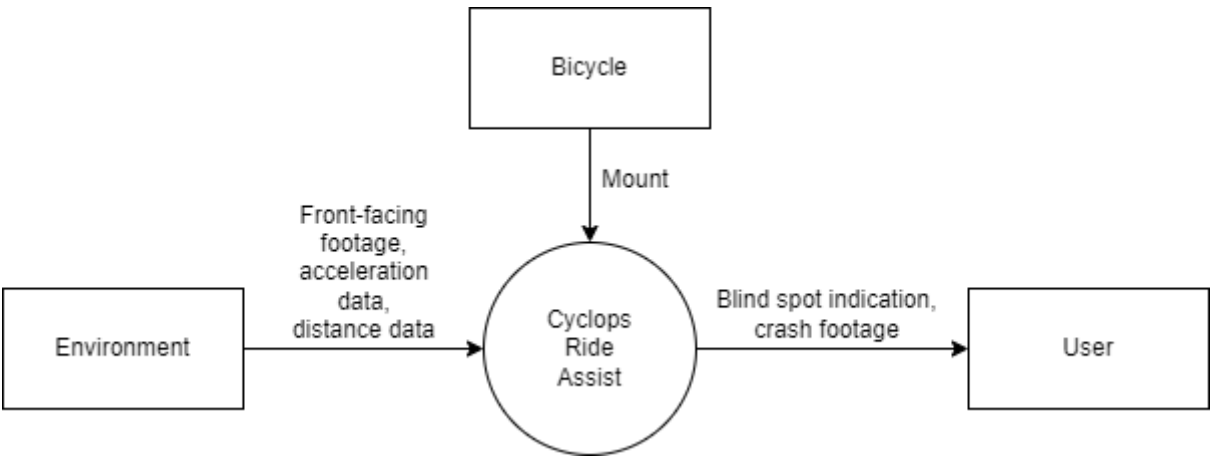 Bicycle
Mount
Front-facing
footage,
acceleration
data,
distance data
Environment
Cyclops
Ride
Assist
Blind spot indication,
crash footage
User